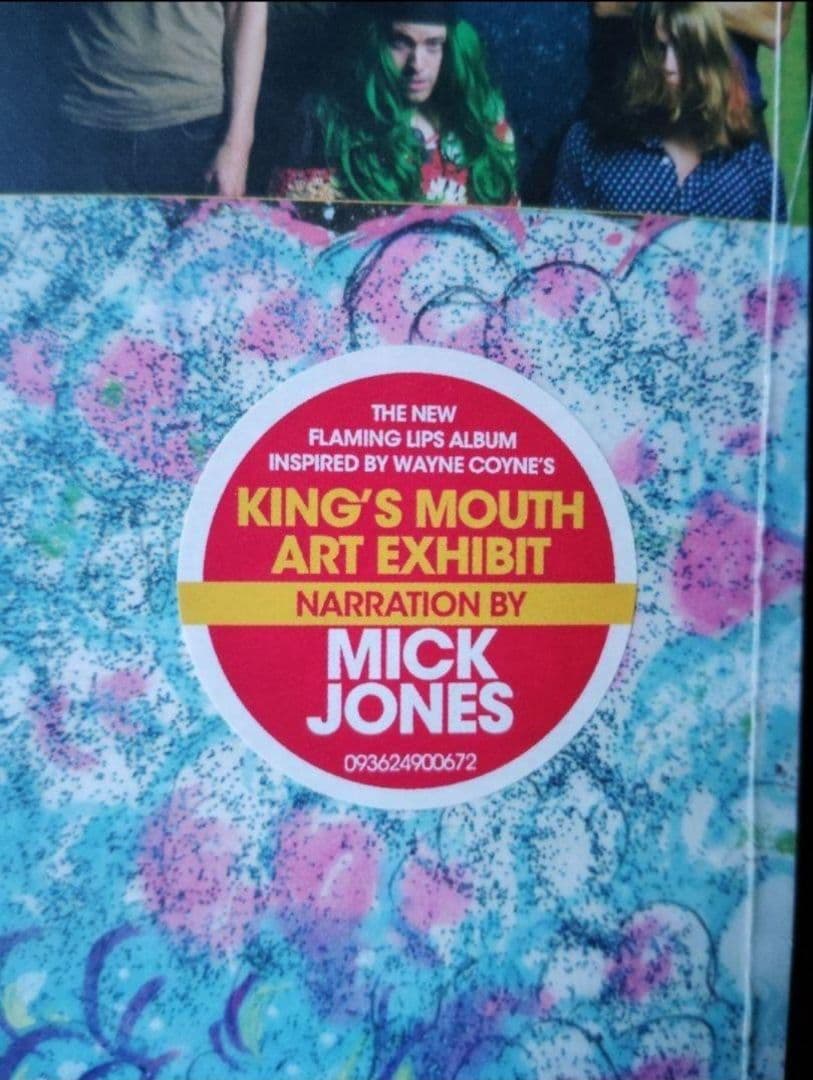 THE NEW
FLAMING LIPS ALBUM
INSPIRED BY WAYNE COYNE'S
KING'S MOUTH
ART EXHIBIT
NARRATION BY
MICK
JONES
093624900672